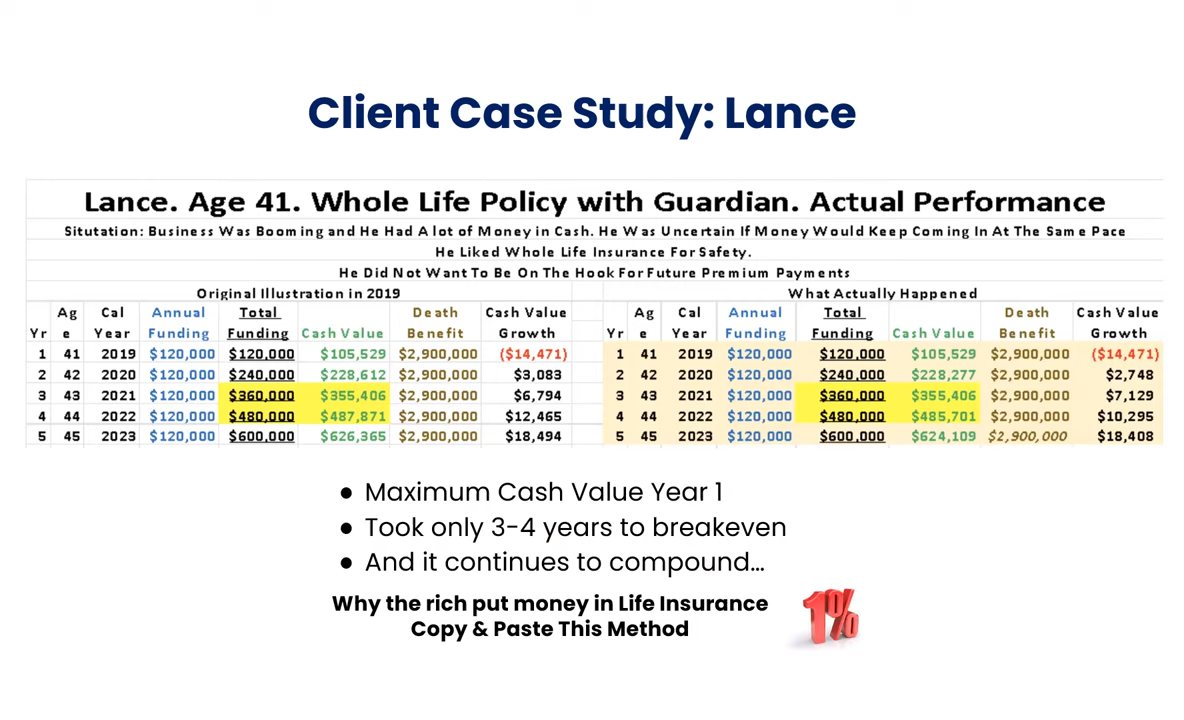 Client Case Study: Lance
Lance. Age 41. Whole Life Policy with Guardian. Actual Performance
Situtation: Business Was Booming and He Had A lot of Money in Cash. He Was Uncertain If Money Would Keep Coming In At The Same Pace
He Liked Whole Life Insurance For Safety.
He Did Not Want To Be On The Hook For Future Premium Payments
Original Illustration in 2019 What Actually Happened
Ag Cal Annual Total Death Cash Value Ag Cal Annual Total Death Cash Value
Yr e Year Funding Funding Cash Value Benefit Growth Yr e Year Funding Funding Cash Value Benefit Growth
1 41 2019 $120,000 $120,000 $105,529 $2,900,000 ($14,471) 1 41 2019 $120,000 $120,000 $105,529 $2,900,000 ($14,471)
2 42 2020 $120,000 $240,000 $228,612 $2,900,000 $3,083 2 42 2020 $120,000 $240,000 $228,277 $2,900,000 $2,748
3 43 2021 $120,000 $360,000 $355,406 $2,900,000 $6,794 3 43 2021 $120,000 $360,000 $355,406 $2,900,000 $7,129
4 44 2022 $120,000 $480,000 $487,871 $2,900,000 $12,465 4 44 2022 $120,000 $480,000 $485,701 $2,900,000 $10,295
5 45 2023 $120,000 $600,000 $626,365 $2,900,000 $18,494 5 45 2023 $120,000 $600,000 $624,109 $2,900,000 $18,408
● Maximum Cash Value Year 1
● Took only 3-4 years to breakeven
● And it continues to compound...
Why the rich put money in Life Insurance
Copy & Paste This Method
1%